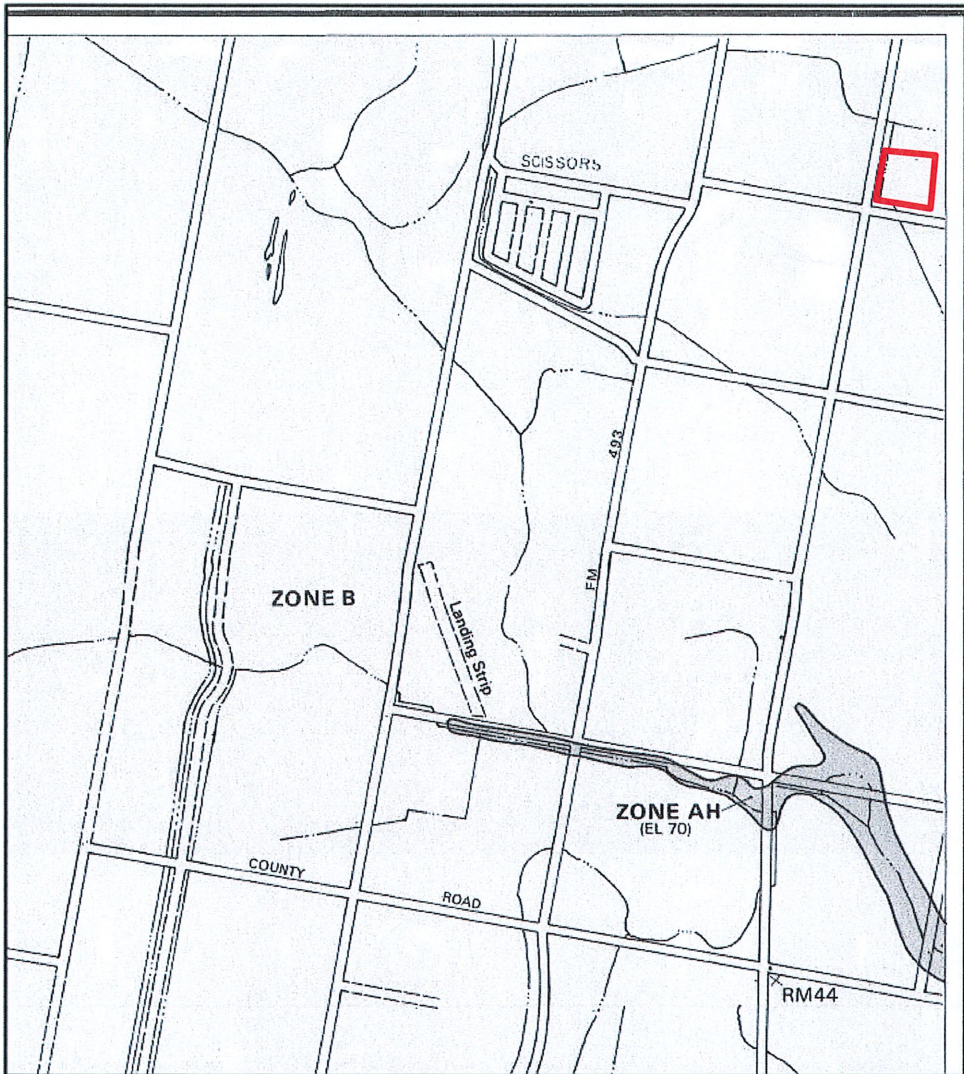 SCISSORS
493
FM
ZONE B
Landing Strip
ZONE AH
(EL 70)
COUNTY
ROAD
RM44